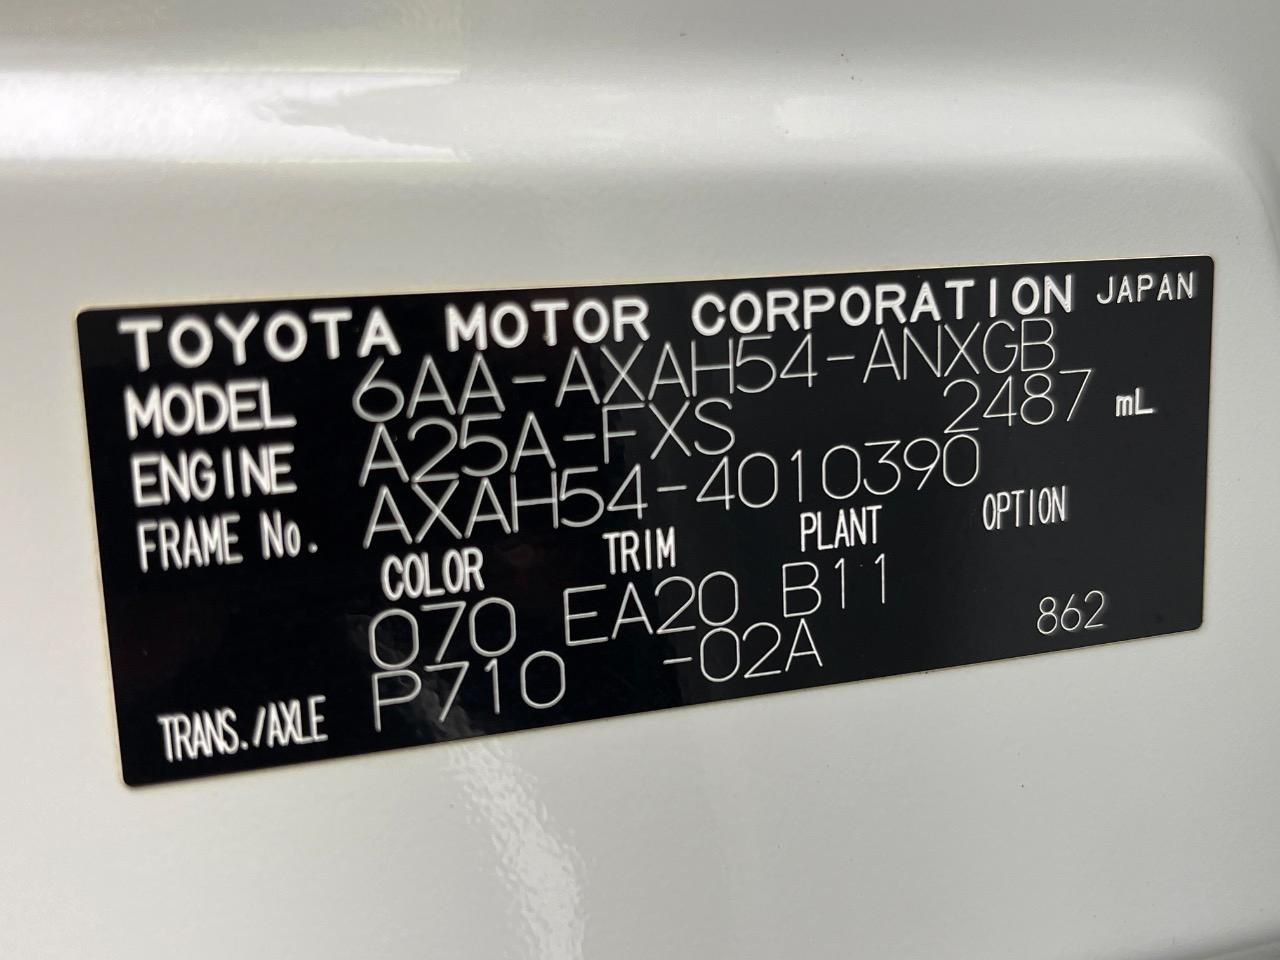 TOYOTA MOTOR CORPORATION JAPAN
MODEL 6AA-AXAH54-ANXGB
ENGINE A25A-FXS 2487 mL
FRAME No. AXAH54-4010390
COLOR TRIM PLANT OPTION
070 EA20 B11
TRANS./AXLE P710 -02A 862